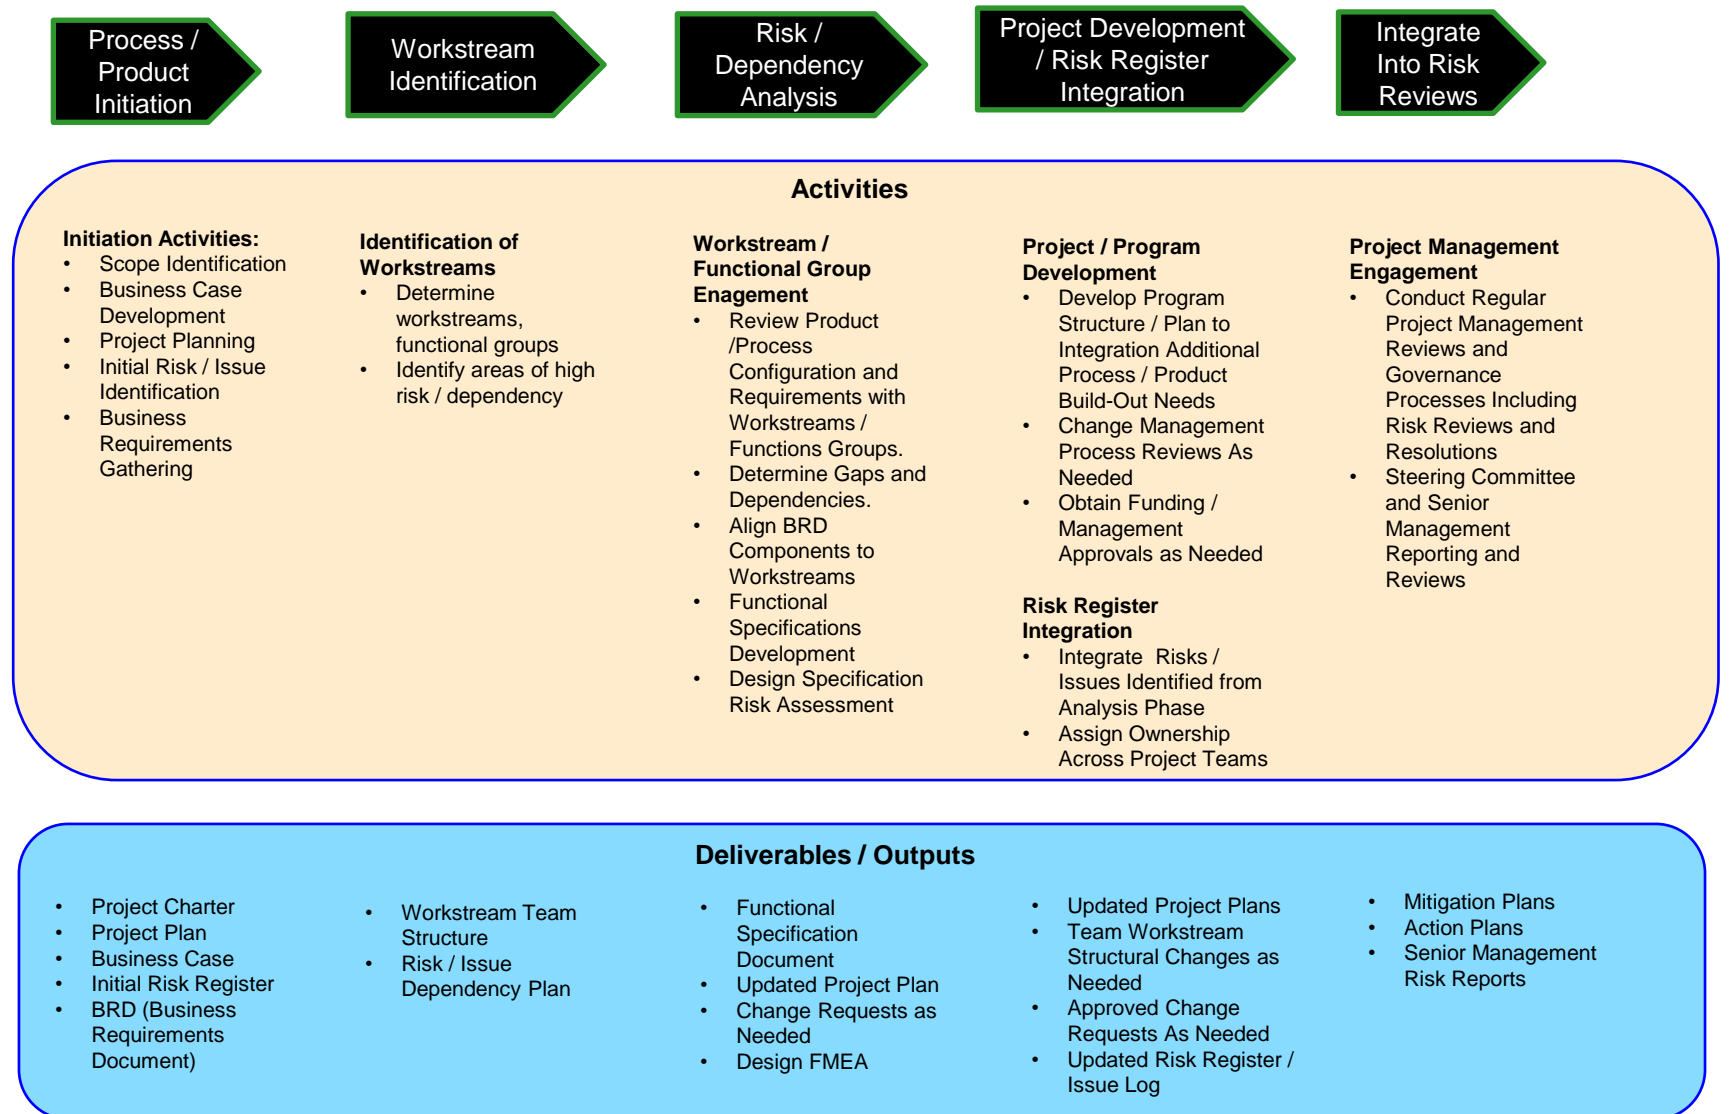 Process /
Product
Initiation
Workstream
Identification
Risk /
Dependency
Analysis
Project Development
/ Risk Register
Integration
Integrate
Into Risk
Reviews
Activities
Initiation Activities:
• Scope Identification
• Business Case
Development
• Project Planning
• Initial Risk / Issue
Identification
• Business
Requirements
Gathering
Identification of
Workstreams
• Determine
workstreams,
functional groups
• Identify areas of high
risk / dependency
Workstream /
Functional Group
Enagement
• Review Product
/Process
Configuration and
Requirements with
Workstreams /
Functions Groups.
• Determine Gaps and
Dependencies.
• Align BRD
Components to
Workstreams
• Functional
Specifications
Development
• Design Specification
Risk Assessment
Project / Program
Development
• Develop Program
Structure / Plan to
Integration Additional
Process / Product
Build-Out Needs
• Change Management
Process Reviews As
Needed
• Obtain Funding /
Management
Approvals as Needed
Risk Register
Integration
• Integrate Risks /
Issues Identified from
Analysis Phase
• Assign Ownership
Across Project Teams
Project Management
Engagement
• Conduct Regular
Project Management
Reviews and
Governance
Processes Including
Risk Reviews and
Resolutions
• Steering Committee
and Senior
Management
Reporting and
Reviews
Deliverables / Outputs
• Project Charter
• Project Plan
• Business Case
• Initial Risk Register
• BRD (Business
Requirements
Document)
• Workstream Team
Structure
• Risk / Issue
Dependency Plan
• Functional
Specification
Document
• Updated Project Plan
• Change Requests as
Needed
• Design FMEA
• Updated Project Plans
• Team Workstream
Structural Changes as
Needed
• Approved Change
Requests As Needed
• Updated Risk Register /
Issue Log
• Mitigation Plans
• Action Plans
• Senior Management
Risk Reports